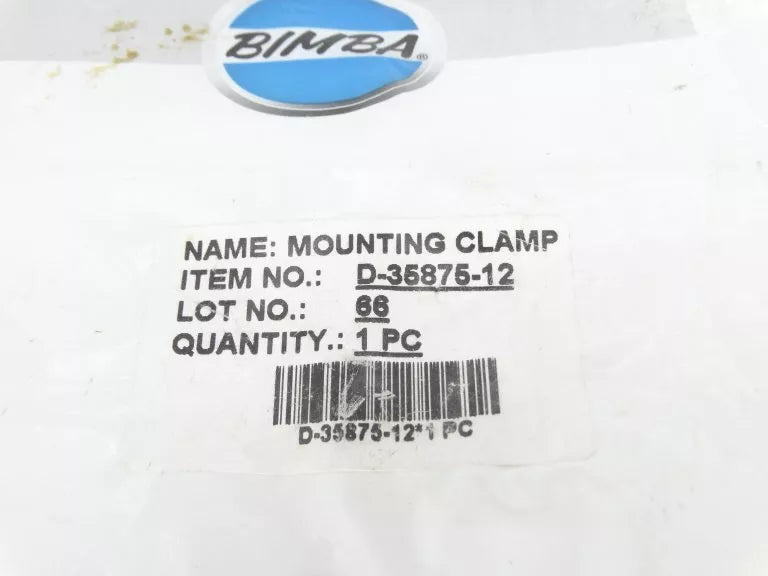 BIMBA®
NAME: MOUNTING CLAMP
ITEM NO.: D-35875-12
LOT NO.: 66
QUANTITY.: 1 PC
D-35875-12*1 PC